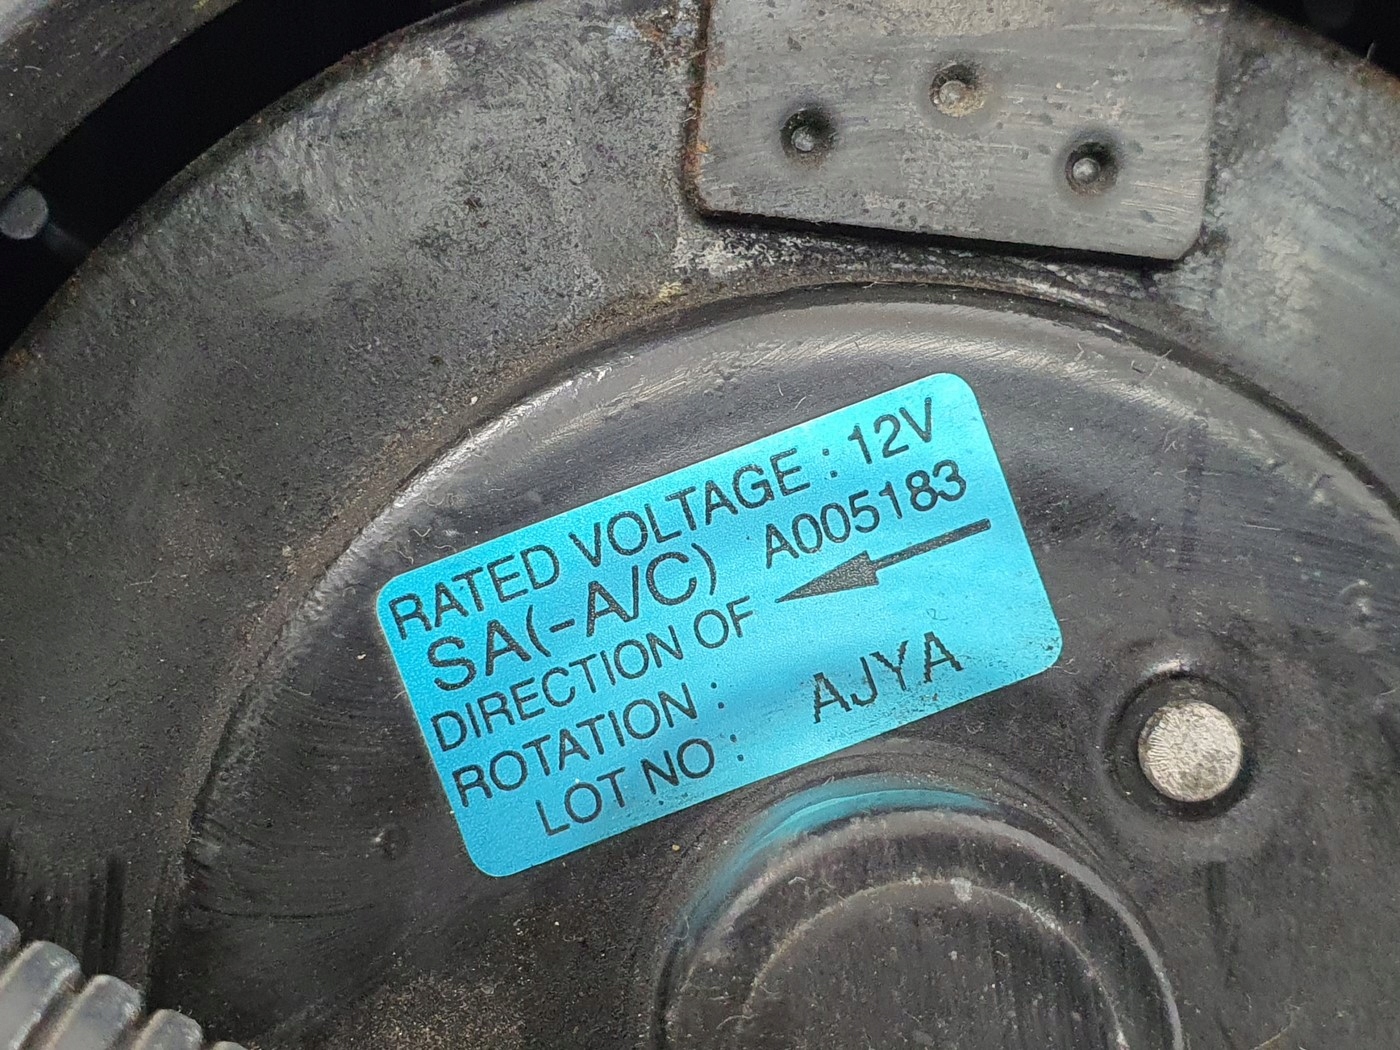 RATED VOLTAGE : 12V
SA(-A/C) A005183
DIRECTION OF
ROTATION :
LOT NO : AJYA